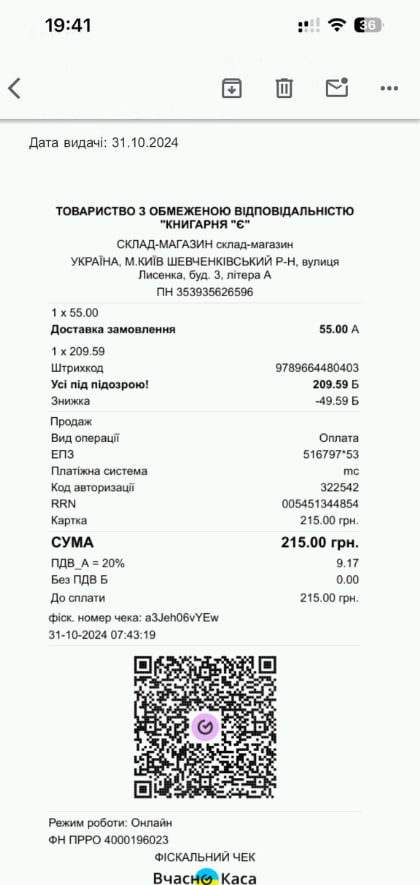 19:41
36
Дата видачі: 31.10.2024
ТОВАРИСТВО З ОБМЕЖЕНОЮ ВІДПОВІДАЛЬНІСТЮ
"КНИГАРНЯ "Є"
СКЛАД-МАГАЗИН склад-магазин
УКРАЇНА, М.КИЇВ ШЕВЧЕНКІВСЬКИЙ Р-Н, вулиця
Лисенка, буд. 3, літера А
ПН 353935626596
1 x 55.00
Доставка замовлення 55.00 А
1 x 209.59
Штрихкод 9789664480403
Усі під підозрою! 209.59 Б
Знижка -49.59 Б
Продаж
Вид операції Оплата
ЕПЗ 516797*53
Платіжна система mc
Код авторизації 322542
RRN 005451344854
Картка 215.00 грн.
СУМА 215.00 грн.
ПДВ_А = 20% 9.17
Без ПДВ Б 0.00
До сплати 215.00 грн.
фіск. номер чека: a3Jeh06vYEw
31-10-2024 07:43:19
Режим роботи: Онлайн
ФН ПРРО 4000196023
ФІСКАЛЬНИЙ ЧЕК
Вчасно Каса